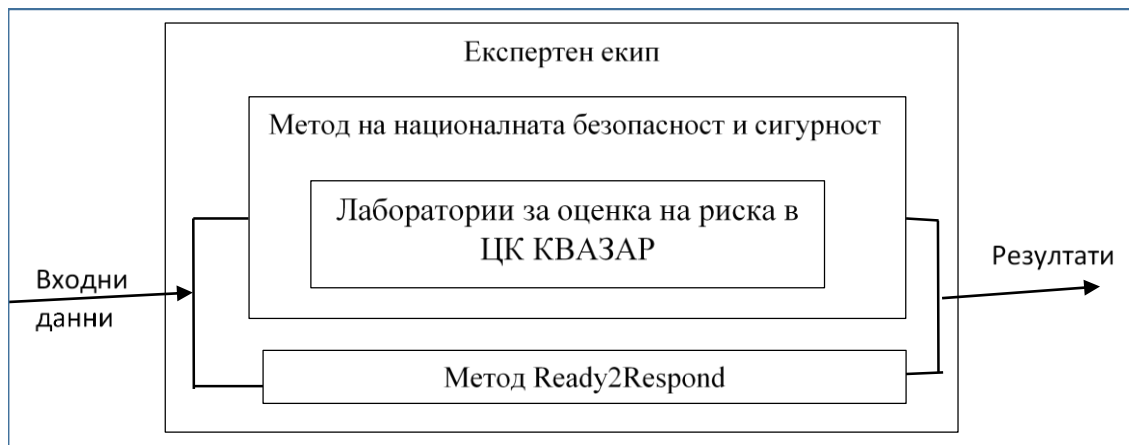 Експертен екип
Метод на националната безопасност и сигурност
Лаборатории за оценка на риска в
ЦК КВАЗАР
Входни
данни
Резултати
Метод Ready2Respond